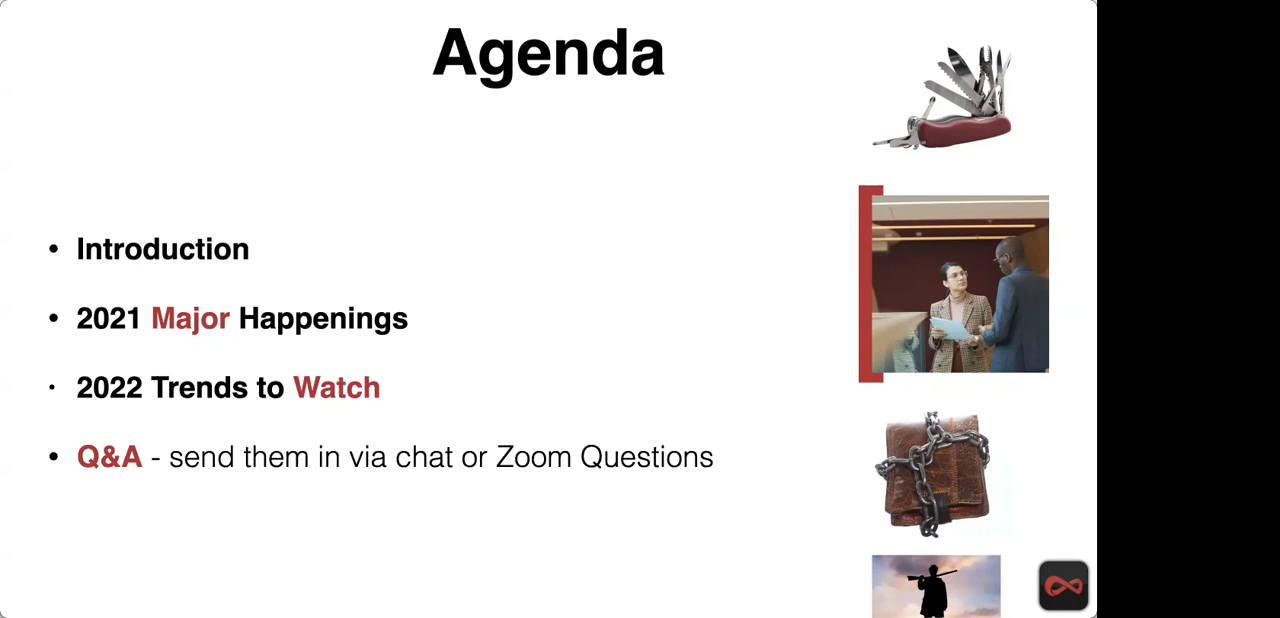 Agenda
• Introduction
• 2021 Major Happenings
• 2022 Trends to Watch
• Q&A - send them in via chat or Zoom Questions